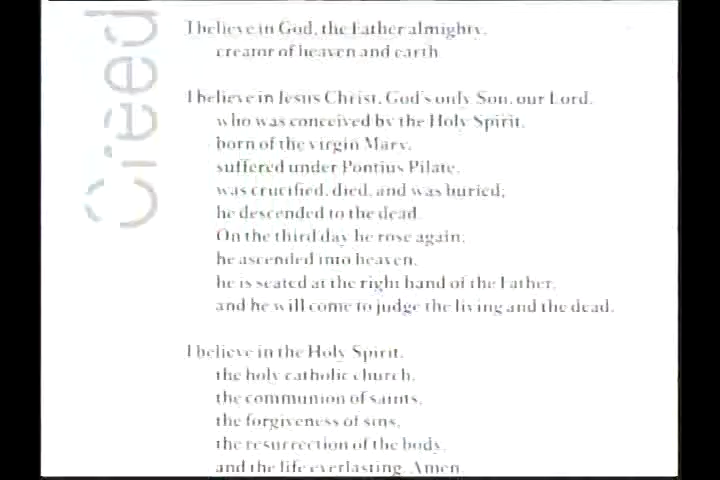 Creed
I believe in God, the Father almighty,
creator of heaven and earth.
I believe in Jesus Christ, God's only Son, our Lord,
who was conceived by the Holy Spirit,
born of the virgin Mary,
suffered under Pontius Pilate,
was crucified, died, and was buried;
he descended to the dead.
On the third day he rose again;
he ascended into heaven,
he is seated at the right hand of the Father,
and he will come to judge the living and the dead.
I believe in the Holy Spirit,
the holy catholic church,
the communion of saints,
the forgiveness of sins,
the resurrection of the body,
and the life everlasting. Amen.